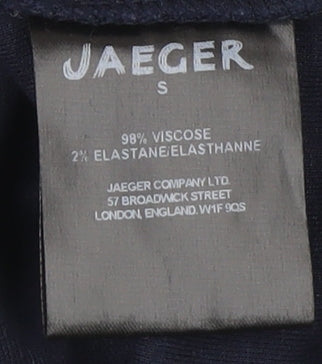 JAEGER
S
98% VISCOSE
2% ELASTANE/ELASTHANNE
JAEGER COMPANY LTD.
57 BROADWICK STREET
LONDON, ENGLAND. W1F 9QS